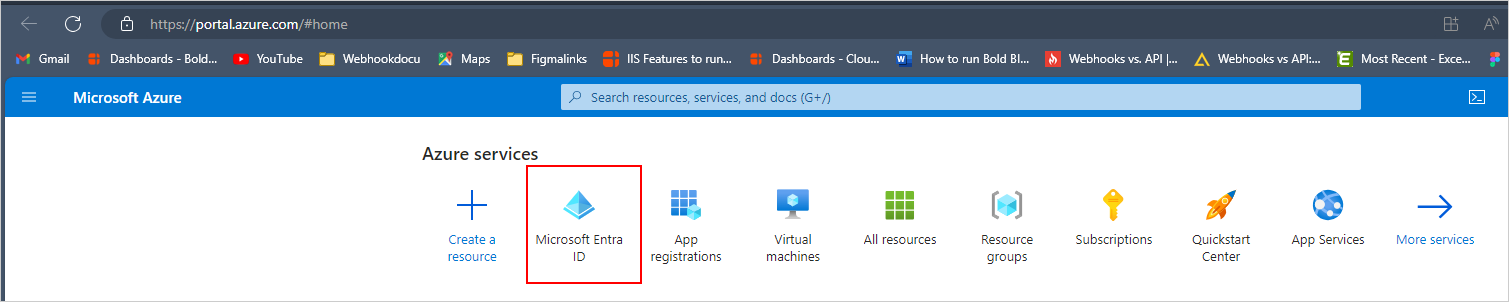 https://portal.azure.com/#home
Gmail Dashboards - Bold... YouTube Webhookdocu Maps Figmalinks IIS Features to run... Dashboards - Clou... How to run Bold BI... Webhooks vs. API |... Webhooks vs API:... Most Recent - Exce...
Microsoft Azure Search resources, services, and docs (G+/)
Azure services
Create a resource
Microsoft Entra ID
App registrations
Virtual machines
All resources
Resource groups
Subscriptions
Quickstart Center
App Services
More services